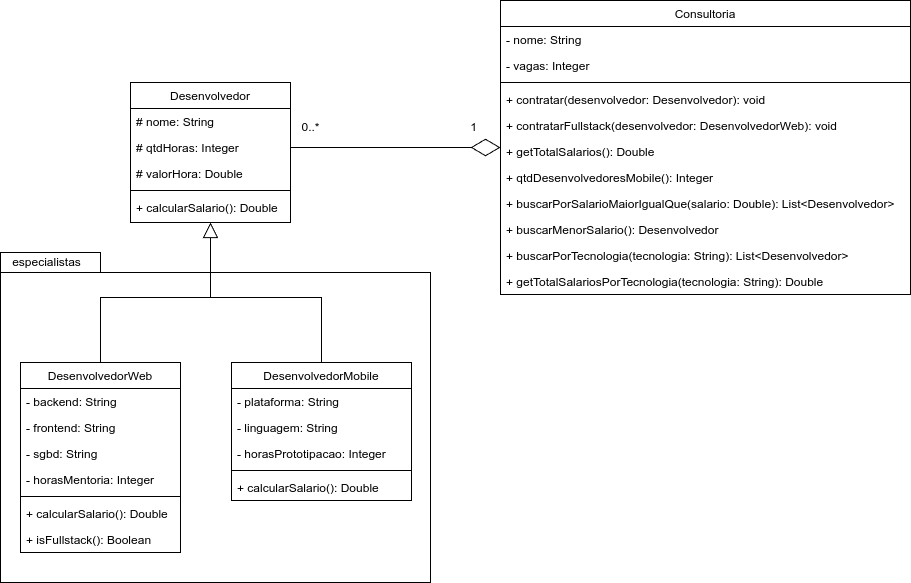 Consultoria
- nome: String
- vagas: Integer
+ contratar(desenvolvedor: Desenvolvedor): void
+ contratarFullstack(desenvolvedor: DesenvolvedorWeb): void
+ getTotalSalarios(): Double
+ qtdDesenvolvedoresMobile(): Integer
+ buscarPorSalarioMaiorIgualQue(salario: Double): List<Desenvolvedor>
+ buscarMenorSalario(): Desenvolvedor
+ buscarPorTecnologia(tecnologia: String): List<Desenvolvedor>
+ getTotalSalariosPorTecnologia(tecnologia: String): Double
Desenvolvedor
# nome: String
# qtdHoras: Integer
# valorHora: Double
+ calcularSalario(): Double
0..*
1
especialistas
DesenvolvedorWeb
- backend: String
- frontend: String
- sgbd: String
- horasMentoria: Integer
+ calcularSalario(): Double
+ isFullstack(): Boolean
DesenvolvedorMobile
- plataforma: String
- linguagem: String
- horasPrototipacao: Integer
+ calcularSalario(): Double